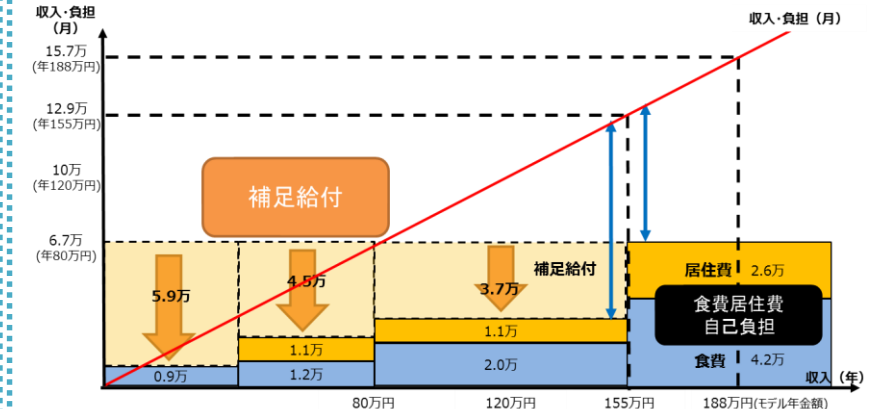 収入･負担
(月)
収入･負担(月)
15.7万
(年188万円)
12.9万
(年155万円)
10万
(年120万円)
補足給付
6.7万
(年80万円)
補足給付
居住費 2.6万
5.9万
4.5万
3.7万
食費居住費
自己負担
1.1万
1.1万
0.9万
1.2万
2.0万
食費 4.2万
収入(年)
80万円
120万円
155万円
188万円(モデル年金額)